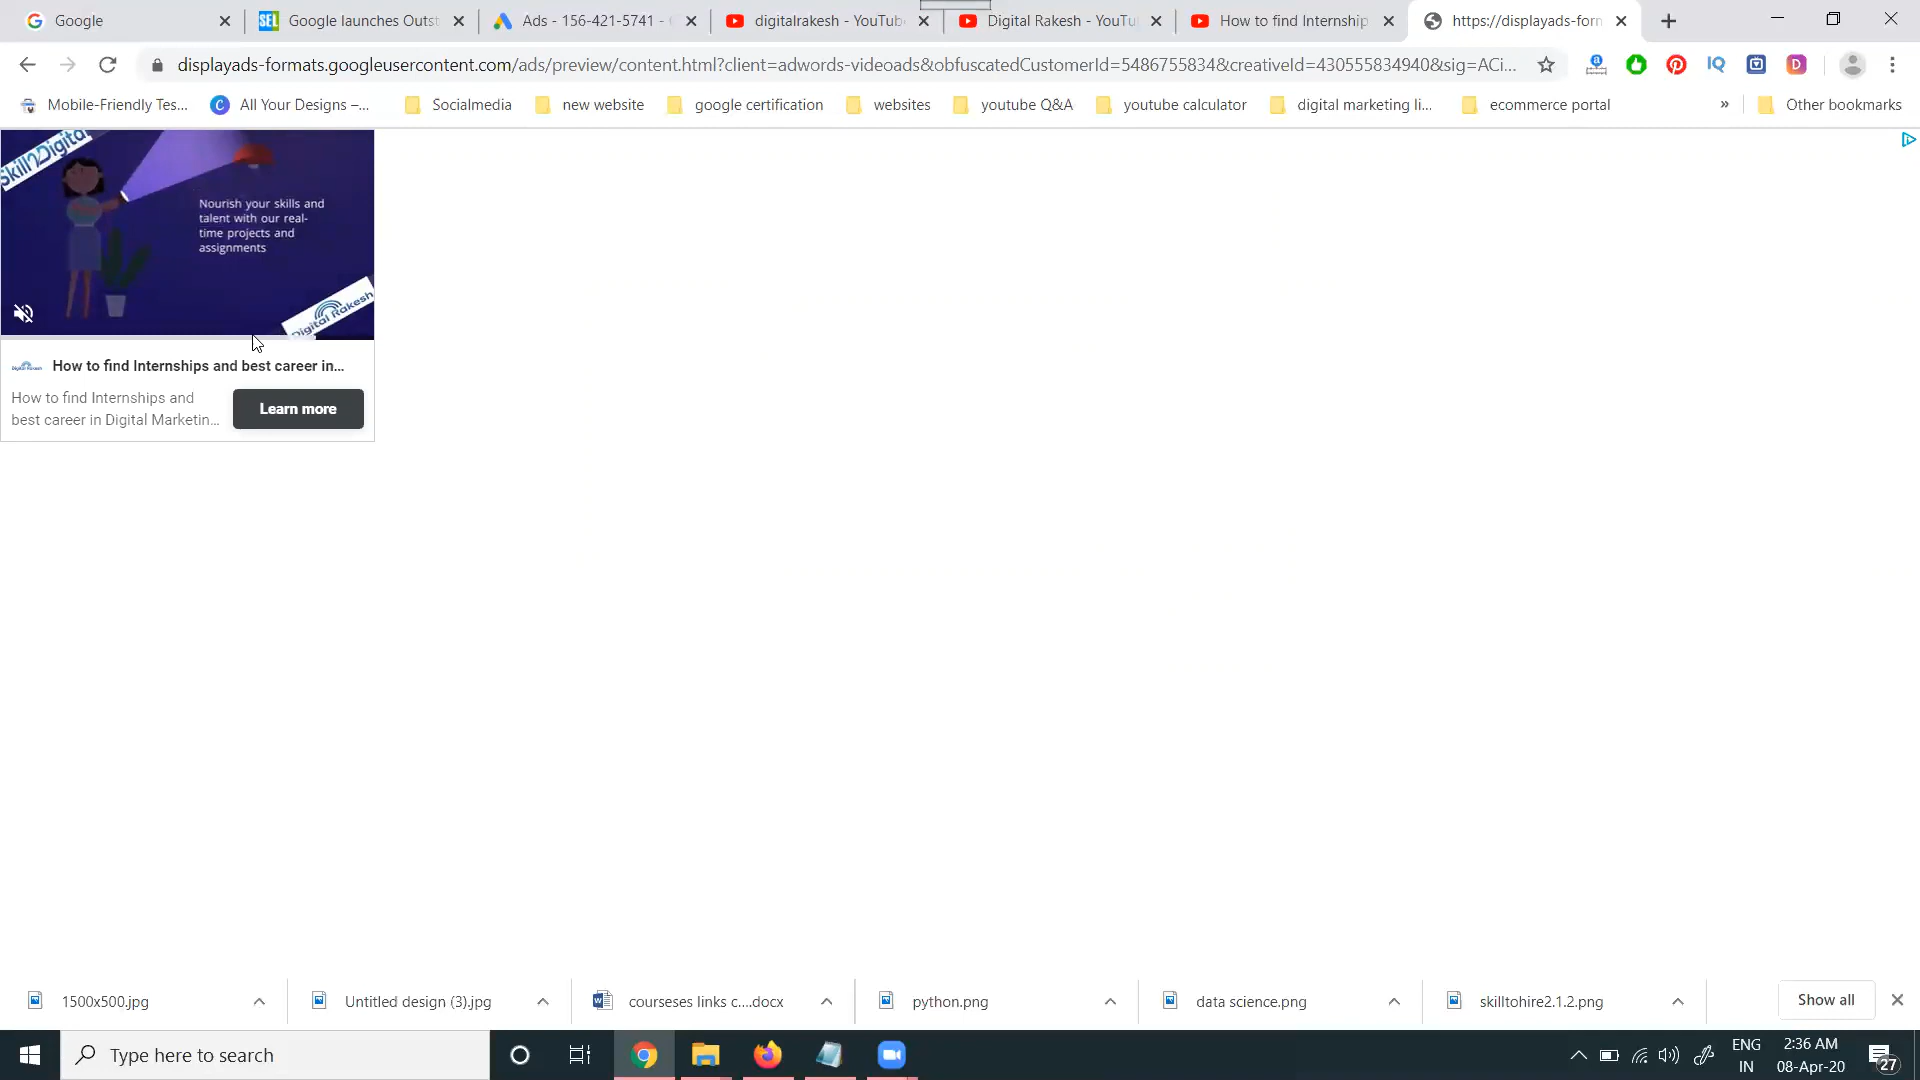 Google
Google launches Outst
Ads - 156-421-5741 -
digitalrakesh - YouTub
Digital Rakesh - YouTu
How to find Internship
https://displayads-forn
displayads-formats.googleusercontent.com/ads/preview/content.html?client=adwords-videoads&obfuscatedCustomerId=5486755834&creativeId=430555834940&sig=ACi...
Mobile-Friendly Tes...
All Your Designs –...
Socialmedia
new website
google certification
websites
youtube Q&A
youtube calculator
digital marketing li...
ecommerce portal
»
Other bookmarks
SkillnDigital
Nourish your skills and
talent with our real-
time projects and
assignments
Digital Rakesh
Digital Rakesh
How to find Internships and best career in...
How to find Internships and
best career in Digital Marketin...
Learn more
1500x500.jpg
Untitled design (3).jpg
courseses links c....docx
python.png
data science.png
skilltohire2.1.2.png
Show all
Type here to search
ENG
IN
2:36 AM
08-Apr-20
27